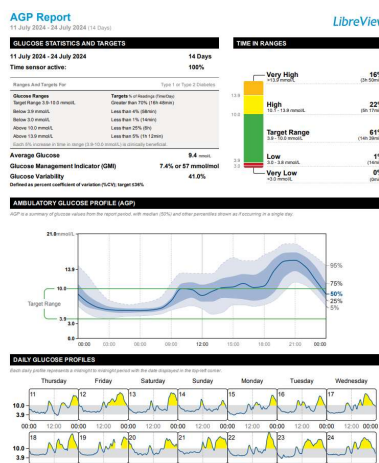 AGP Report
11 July 2024 - 24 July 2024 (14 Days)
LibreView
GLUCOSE STATISTICS AND TARGETS
11 July 2024 - 24 July 2024 14 Days
Time sensor active: 100%
Ranges And Targets For Type 1 or Type 2 Diabetes
Glucose Ranges Targets % of Readings (Time/Day)
Target Range 3.9-10.0 mmol/L Greater than 70% (16h 48min)
Below 3.9 mmol/L Less than 4% (58min)
Below 3.0 mmol/L Less than 1% (14min)
Above 10.0 mmol/L Less than 25% (6h)
Above 13.9 mmol/L Less than 5% (1h 12min)
Each 5% increase in time in range (3.9-10.0 mmol/L) is clinically beneficial.
Average Glucose 9.4 mmol/L
Glucose Management Indicator (GMI) 7.4% or 57 mmol/mol
Glucose Variability 41.0%
Defined as percent coefficient of variation (%CV); target ≤36%
TIME IN RANGES
Very High 16%
>13.9 mmol/L
13.9
High 22%
10.1 - 13.9 mmol/L
10.0
Target Range 61%
3.9 - 10.0 mmol/L
3.9
Low 1%
3.0 - 3.8 mmol/L
3.0
Very Low 0%
<3.0 mmol/L
AMBULATORY GLUCOSE PROFILE (AGP)
AGP is a summary of glucose values from the report period, with median (50%) and other percentiles shown as if occurring in a single day.
21.0 mmol/L
13.9
10.0
Target Range
3.9
3.0
0.0
95%
75%
50%
25%
5%
00:00 03:00 06:00 09:00 12:00 15:00 18:00 21:00 00:00
DAILY GLUCOSE PROFILES
Each daily profile represents a midnight to midnight period with the date displayed in the top-left corner.
Thursday Friday Saturday Sunday Monday Tuesday Wednesday
11 12 13 14 15 16 17
10.0
3.9
00:00 12:00 00:00 12:00 00:00 12:00 00:00 12:00 00:00 12:00 00:00 12:00 00:00 12:00 00:00
18 19 20 21 22 23 24
10.0
3.9